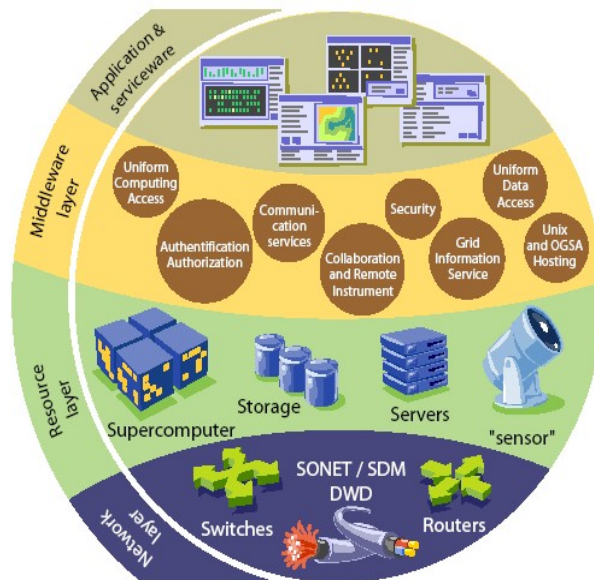 Application &
serviceware
Middleware
layer
Uniform
Computing
Access
Authentification
Authorization
Communi-
cation
services
Collaboration
and Remote
Instrument
Security
Grid
Information
Service
Uniform
Data
Access
Unix
and OGSA
Hosting
Resource
layer
Supercomputer
Storage
Servers
"sensor"
Network
layer
SONET / SDM
DWD
Switches
Routers